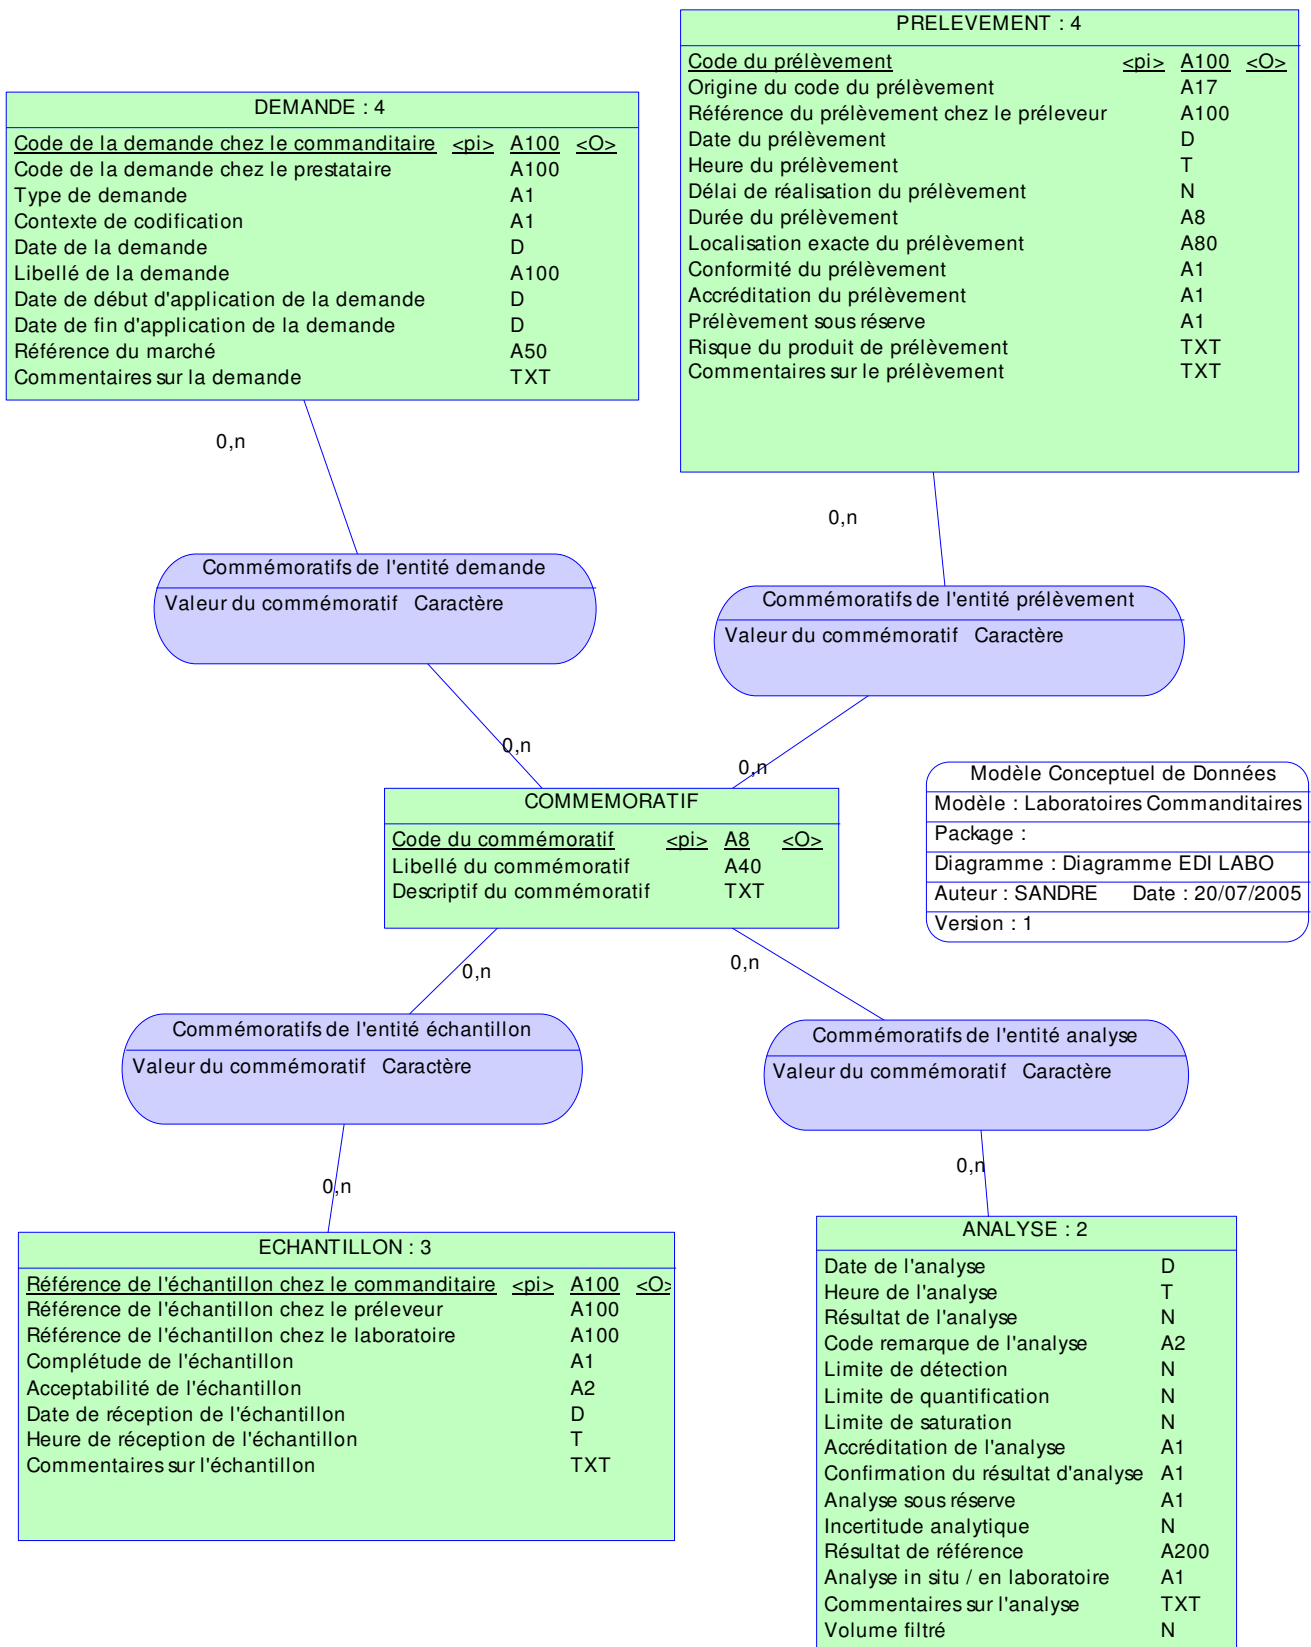 PRELEVEMENT : 4
Code du prélèvement <pi> A100 <O>
Origine du code du prélèvement A17
Référence du prélèvement chez le préleveur A100
Date du prélèvement D
Heure du prélèvement T
Délai de réalisation du prélèvement N
Durée du prélèvement A8
Localisation exacte du prélèvement A80
Conformité du prélèvement A1
Accréditation du prélèvement A1
Prélèvement sous réserve A1
Risque du produit de prélèvement TXT
Commentaires sur le prélèvement TXT
DEMANDE : 4
Code de la demande chez le commanditaire <pi> A100 <O>
Code de la demande chez le prestataire A100
Type de demande A1
Contexte de codification A1
Date de la demande D
Libellé de la demande A100
Date de début d'application de la demande D
Date de fin d'application de la demande D
Référence du marché A50
Commentaires sur la demande TXT
0,n
0,n
Commémoratifs de l'entité demande
Valeur du commémoratif Caractère
Commémoratifs de l'entité prélèvement
Valeur du commémoratif Caractère
0,n
0,n
COMMEMORATIF
Code du commémoratif <pi> A8 <O>
Libellé du commémoratif A40
Descriptif du commémoratif TXT
Modèle Conceptuel de Données
Modèle : Laboratoires Commanditaires
Package :
Diagramme : Diagramme EDI LABO
Auteur : SANDRE Date : 20/07/2005
Version : 1
0,n
0,n
Commémoratifs de l'entité échantillon
Valeur du commémoratif Caractère
Commémoratifs de l'entité analyse
Valeur du commémoratif Caractère
0,n
0,n
ECHANTILLON : 3
Référence de l'échantillon chez le commanditaire <pi> A100 <O>
Référence de l'échantillon chez le préleveur A100
Référence de l'échantillon chez le laboratoire A100
Complétude de l'échantillon A1
Acceptabilité de l'échantillon A2
Date de réception de l'échantillon D
Heure de réception de l'échantillon T
Commentaires sur l'échantillon TXT
ANALYSE : 2
Date de l'analyse D
Heure de l'analyse T
Résultat de l'analyse N
Code remarque de l'analyse A2
Limite de détection N
Limite de quantification N
Limite de saturation N
Accréditation de l'analyse A1
Confirmation du résultat d'analyse A1
Analyse sous réserve A1
Incertitude analytique N
Résultat de référence A200
Analyse in situ / en laboratoire A1
Commentaires sur l'analyse TXT
Volume filtré N